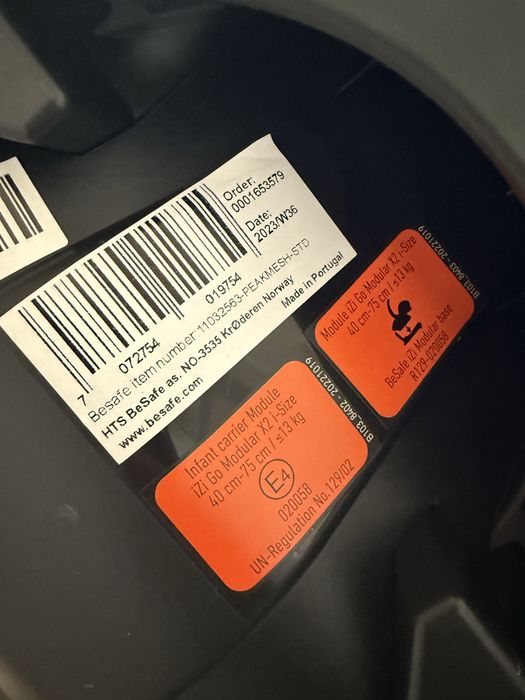 Order:
0001653579
Date:
2023/W36
7 072754 019754
Besafe item number:11032563-PEAKMESH-STD
HTS BeSafe as. NO-3535 KrØderen Norway
www.besafe.com
Made in Portugal
Infant carrier Module
iZi Go Modular X2 i-Size
40 cm-75 cm / ≤13 kg
E4
020058
UN-Regulation No.129/02
B103_8402 - 20221019
Module iZi Go Modular X2 i-Size
40 cm-75 cm / ≤13 kg
BeSafe iZi Modular base
R129-020058
B103_8403 - 20221019